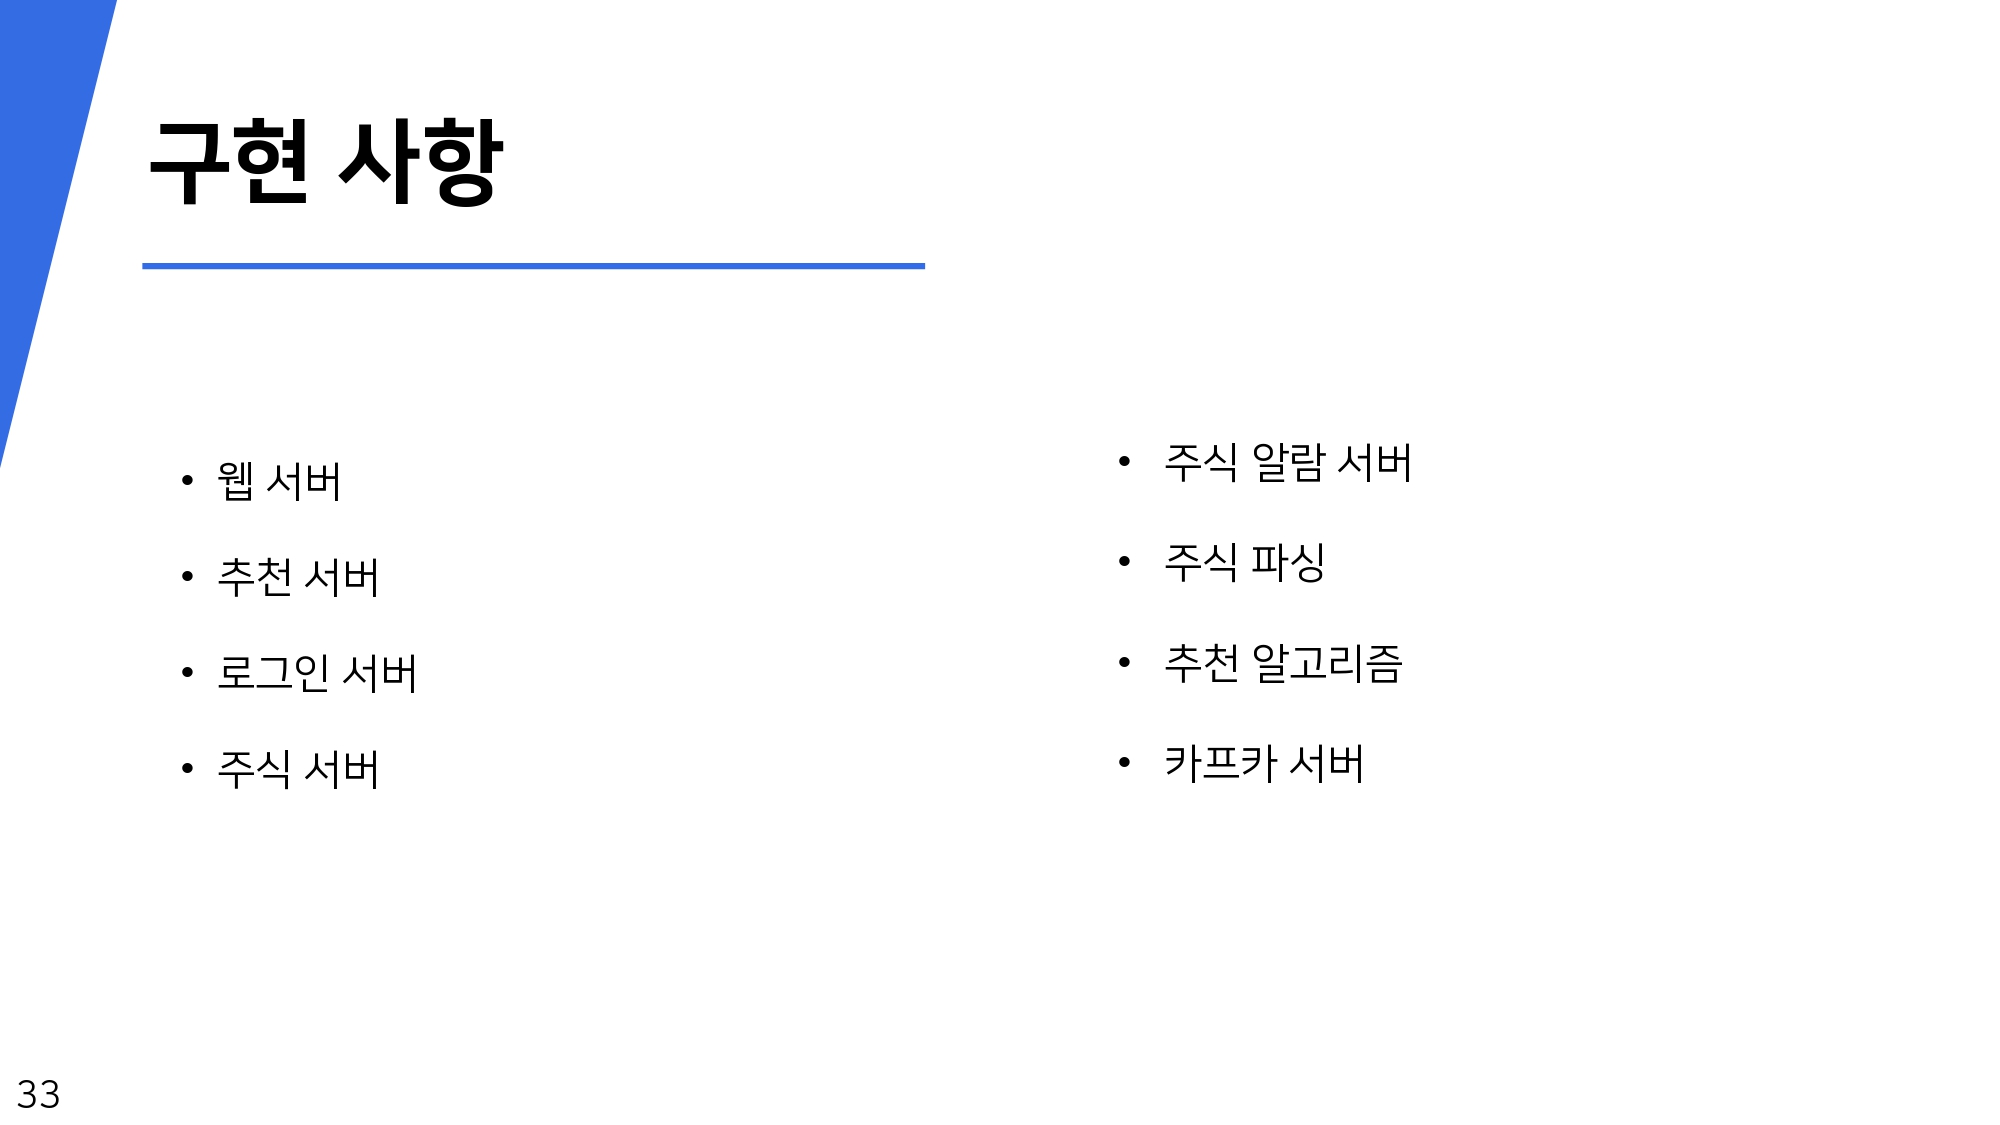 구현 사항
• 웹 서버
• 추천 서버
• 로그인 서버
• 주식 서버
• 주식 알람 서버
• 주식 파싱
• 추천 알고리즘
• 카프카 서버
33